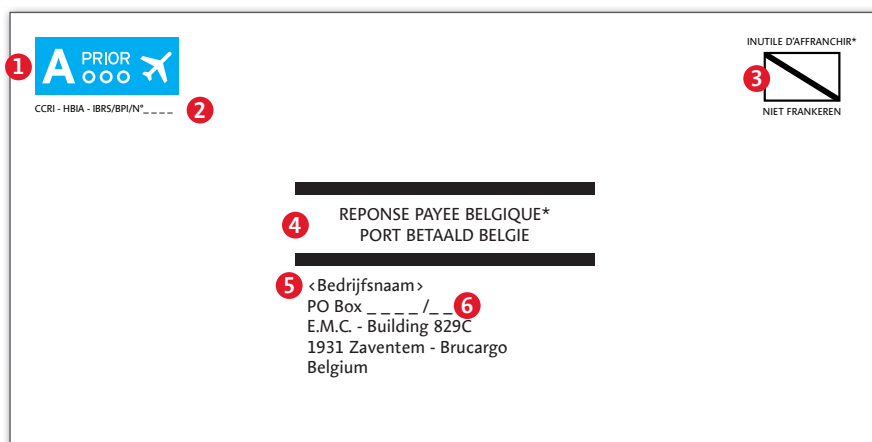 1
A PRIOR
CCRI - HBIA - IBRS/BPI/N°_ _ _ _ 2
INUTILE D'AFFRANCHIR*
3
NIET FRANKEREN
4
REPONSE PAYEE BELGIQUE*
PORT BETAALD BELGIE
5 <Bedrijfsnaam>
PO Box _ _ _ _ /_ _ 6
E.M.C. - Building 829C
1931 Zaventem - Brucargo
Belgium